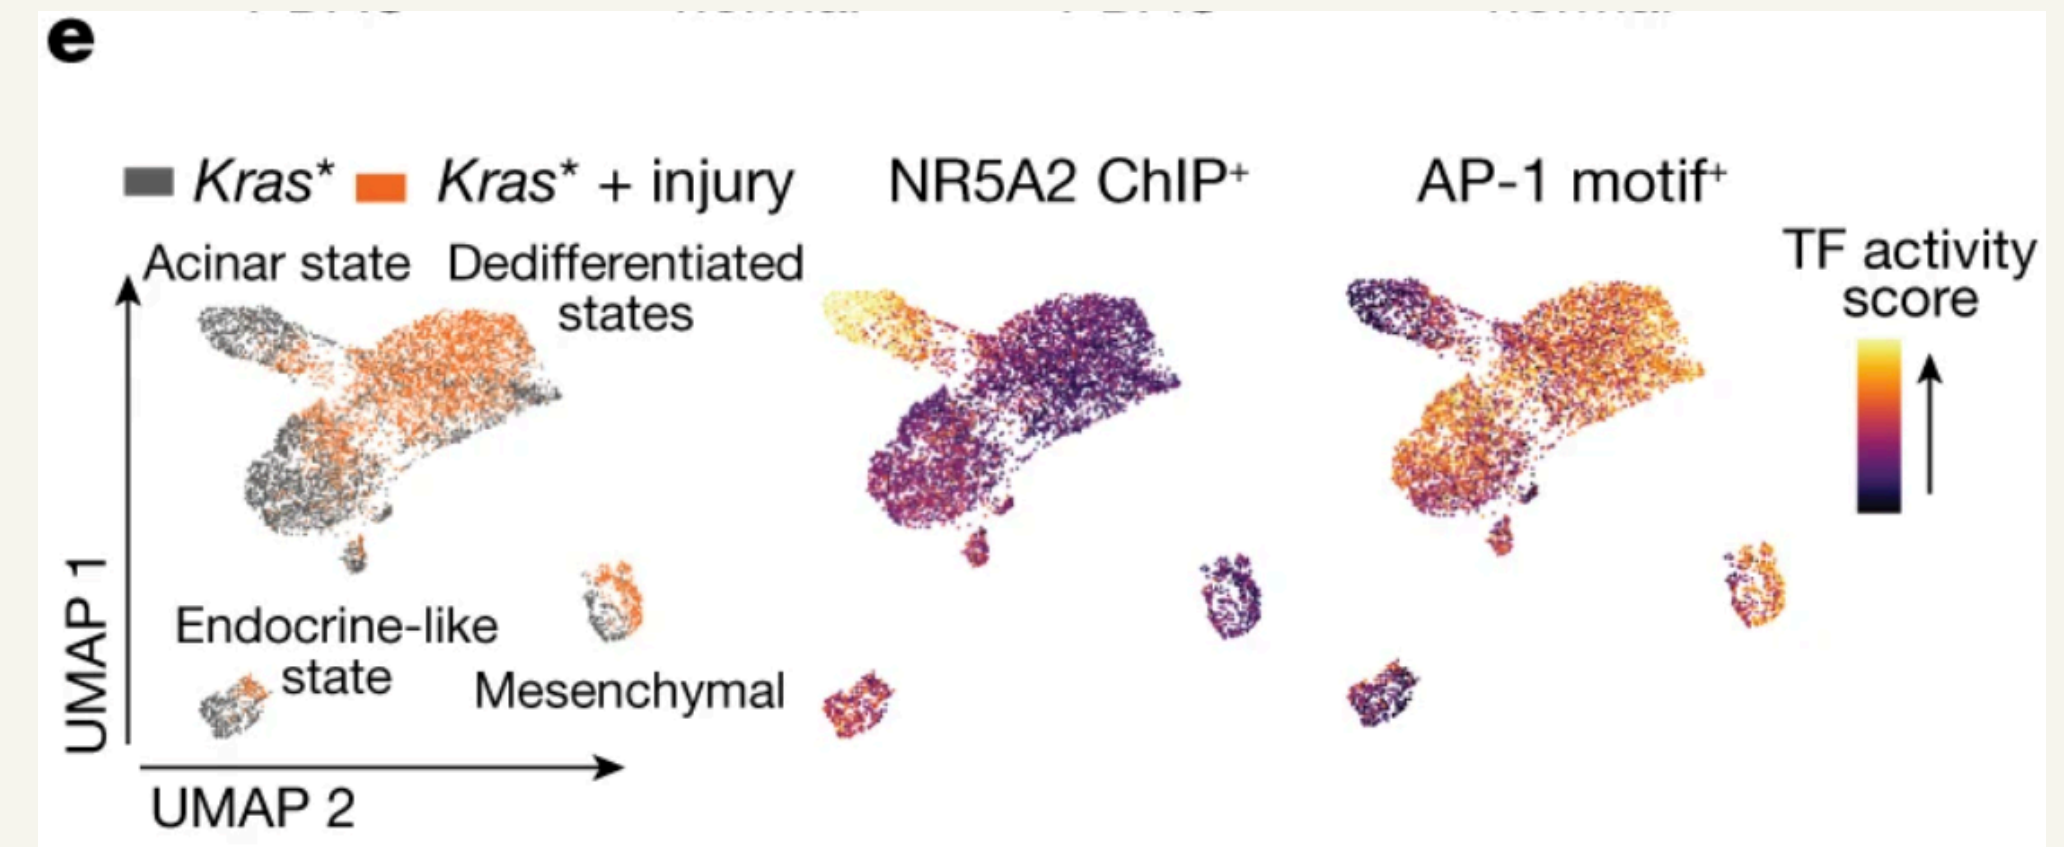 e
Kras* Kras* + injury NR5A2 ChIP⁺ AP-1 motif⁺
Acinar state Dedifferentiated
states
TF activity
score
Endocrine-like
state
Mesenchymal
UMAP 1
UMAP 2